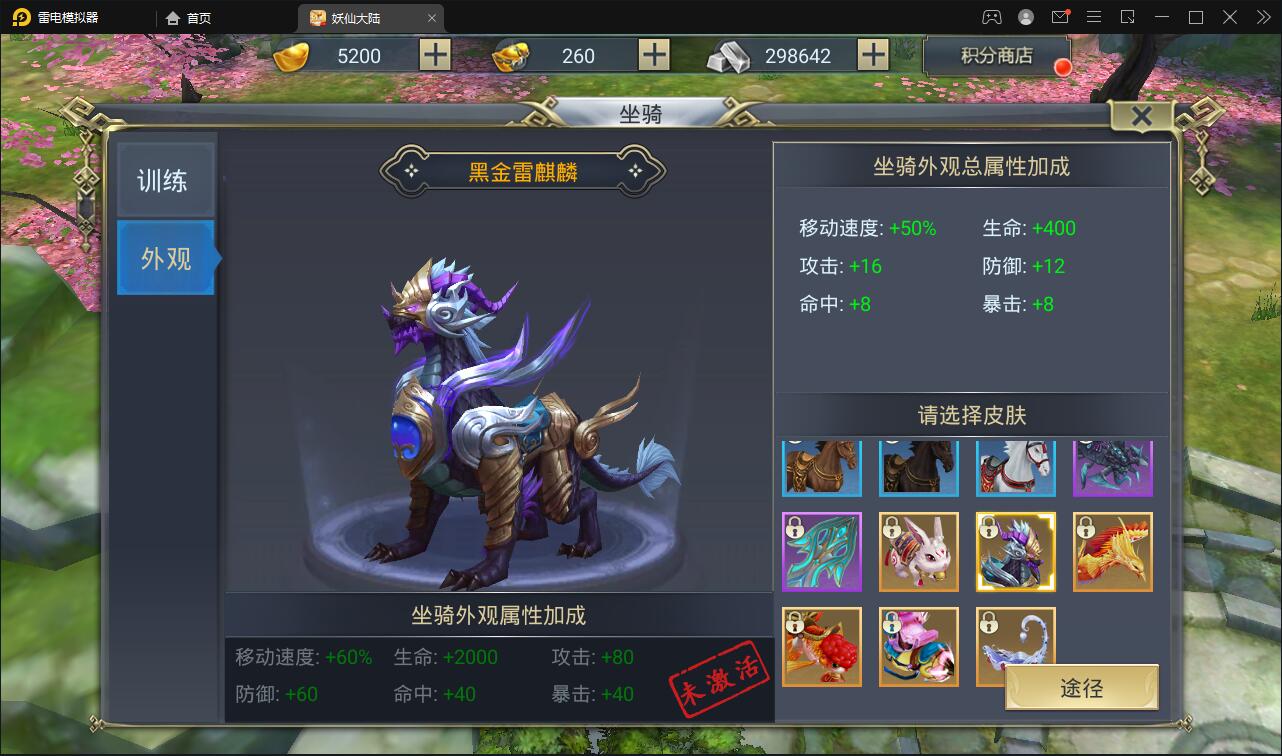 雷电模拟器
首页
妖仙大陆
5200
260
298642
积分商店
坐骑
训练
外观
黑金雷麒麟
坐骑外观总属性加成
移动速度: +50% 生命: +400
攻击: +16 防御: +12
命中: +8 暴击: +8
请选择皮肤
坐骑外观属性加成
移动速度: +60% 生命: +2000 攻击: +80
防御: +60 命中: +40 暴击: +40
未激活
途径